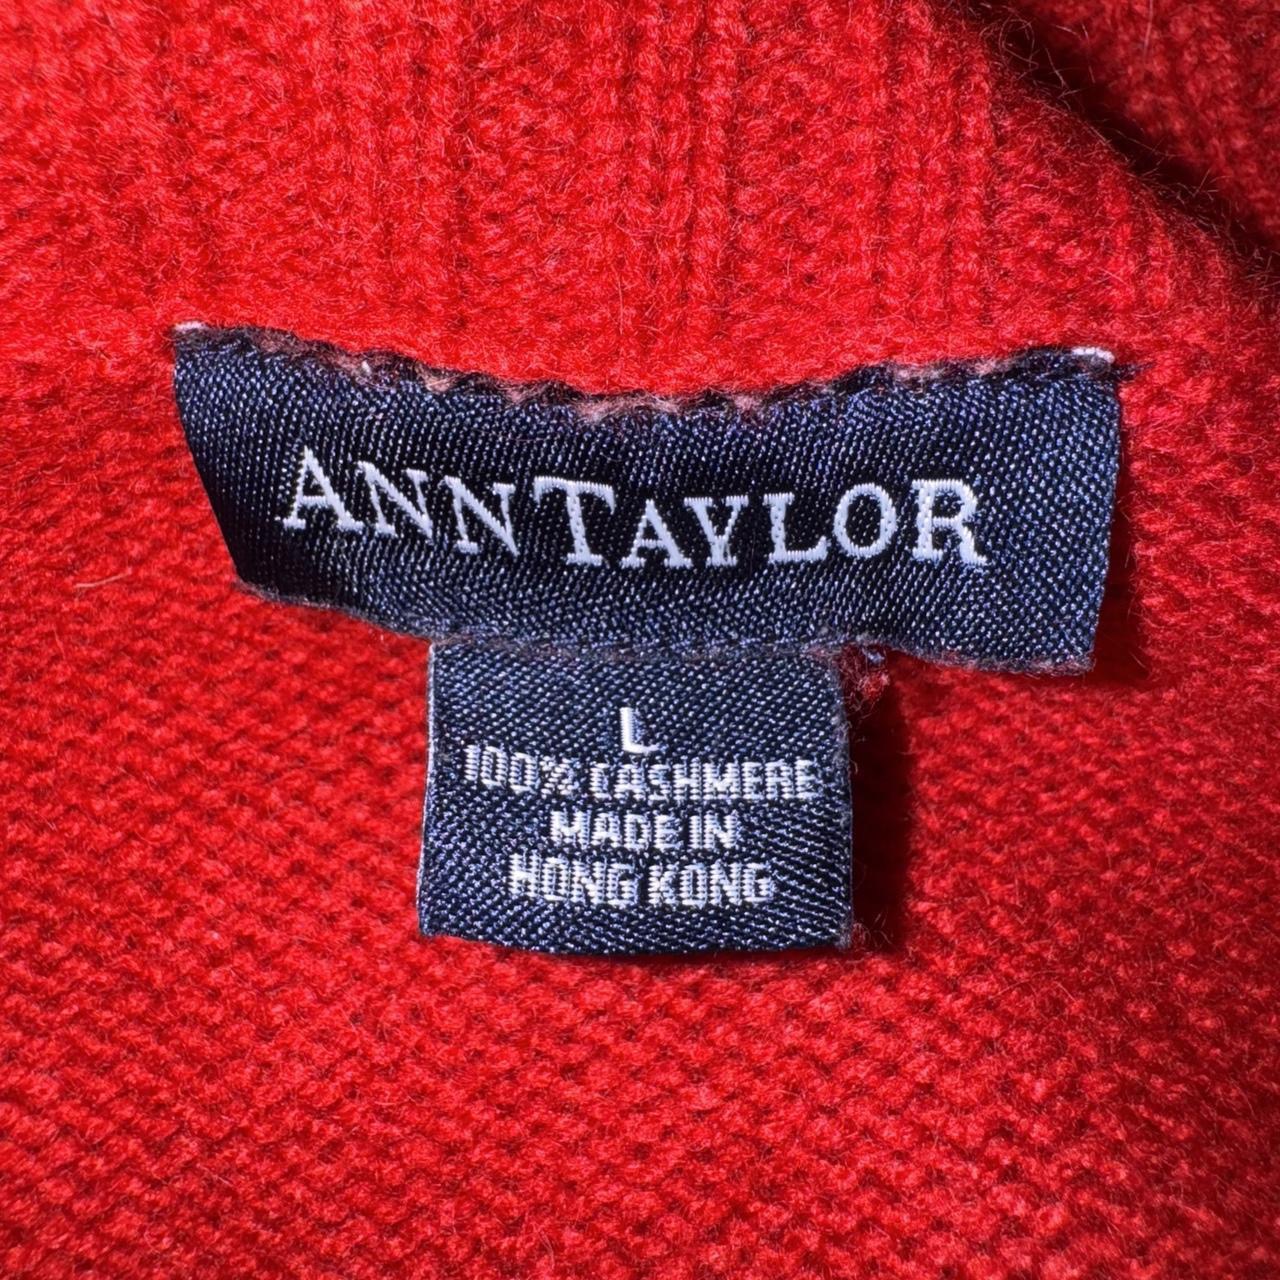 ANNTAYLOR
L
100% CASHMERE
MADE IN
HONG KONG